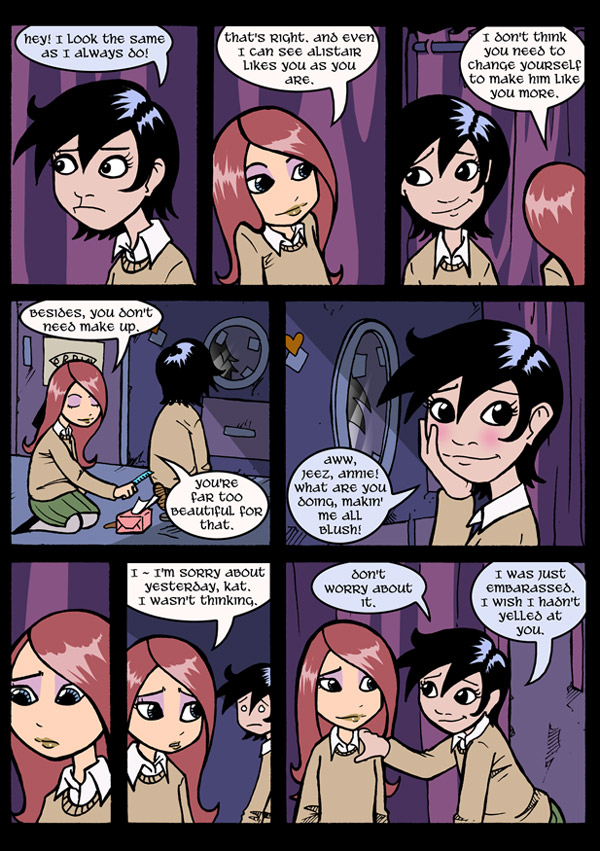 hey! I look the same
as I always do!
that's right. and even
I can see Alistair
likes you as you
are.
I don't think
you need to
change yourself
to make him like
you more.
Besides, you don't
need make up.
you're
far too
beautiful for
that.
aww,
jeez, annie!
what are you
doing, makin'
me all
blush!
I ~ I'm sorry about
yesterday, Kat.
I wasn't thinking.
don't
worry about
it.
I was just
embarassed.
I wish I hadn't
yelled at
you.